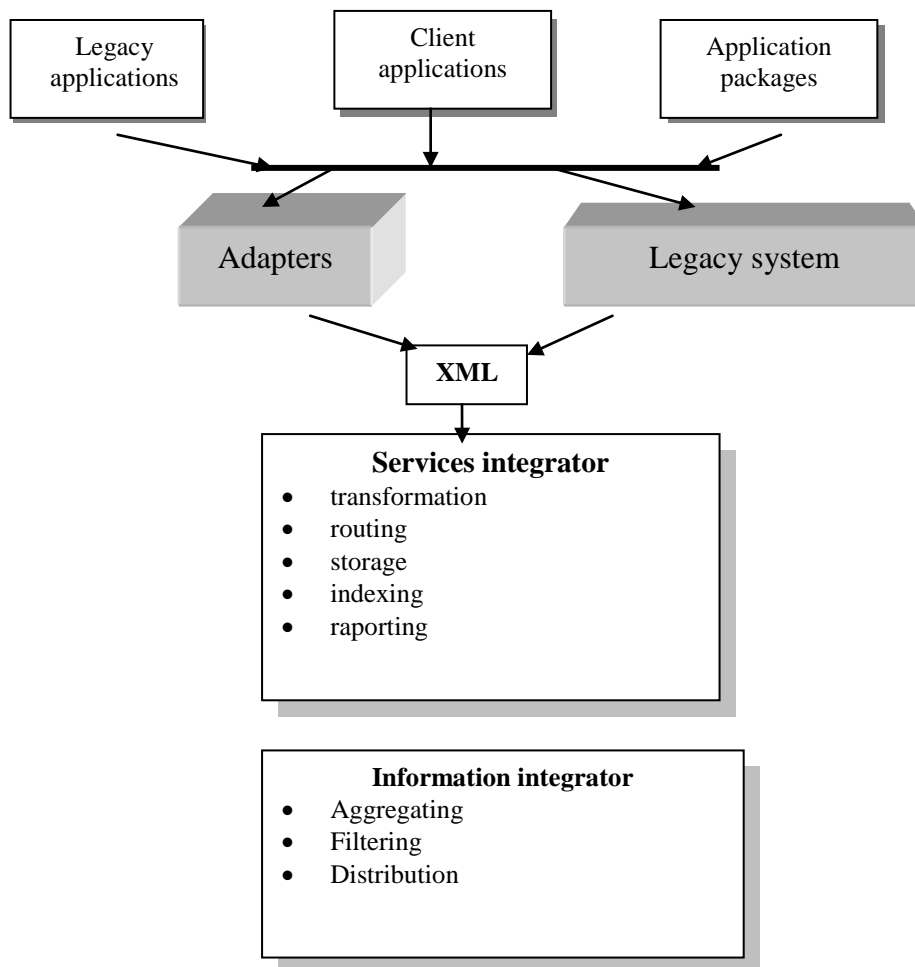 Legacy
applications
Client
applications
Application
packages
Adapters
Legacy system
XML
Services integrator
• transformation
• routing
• storage
• indexing
• raporting
Information integrator
• Aggregating
• Filtering
• Distribution